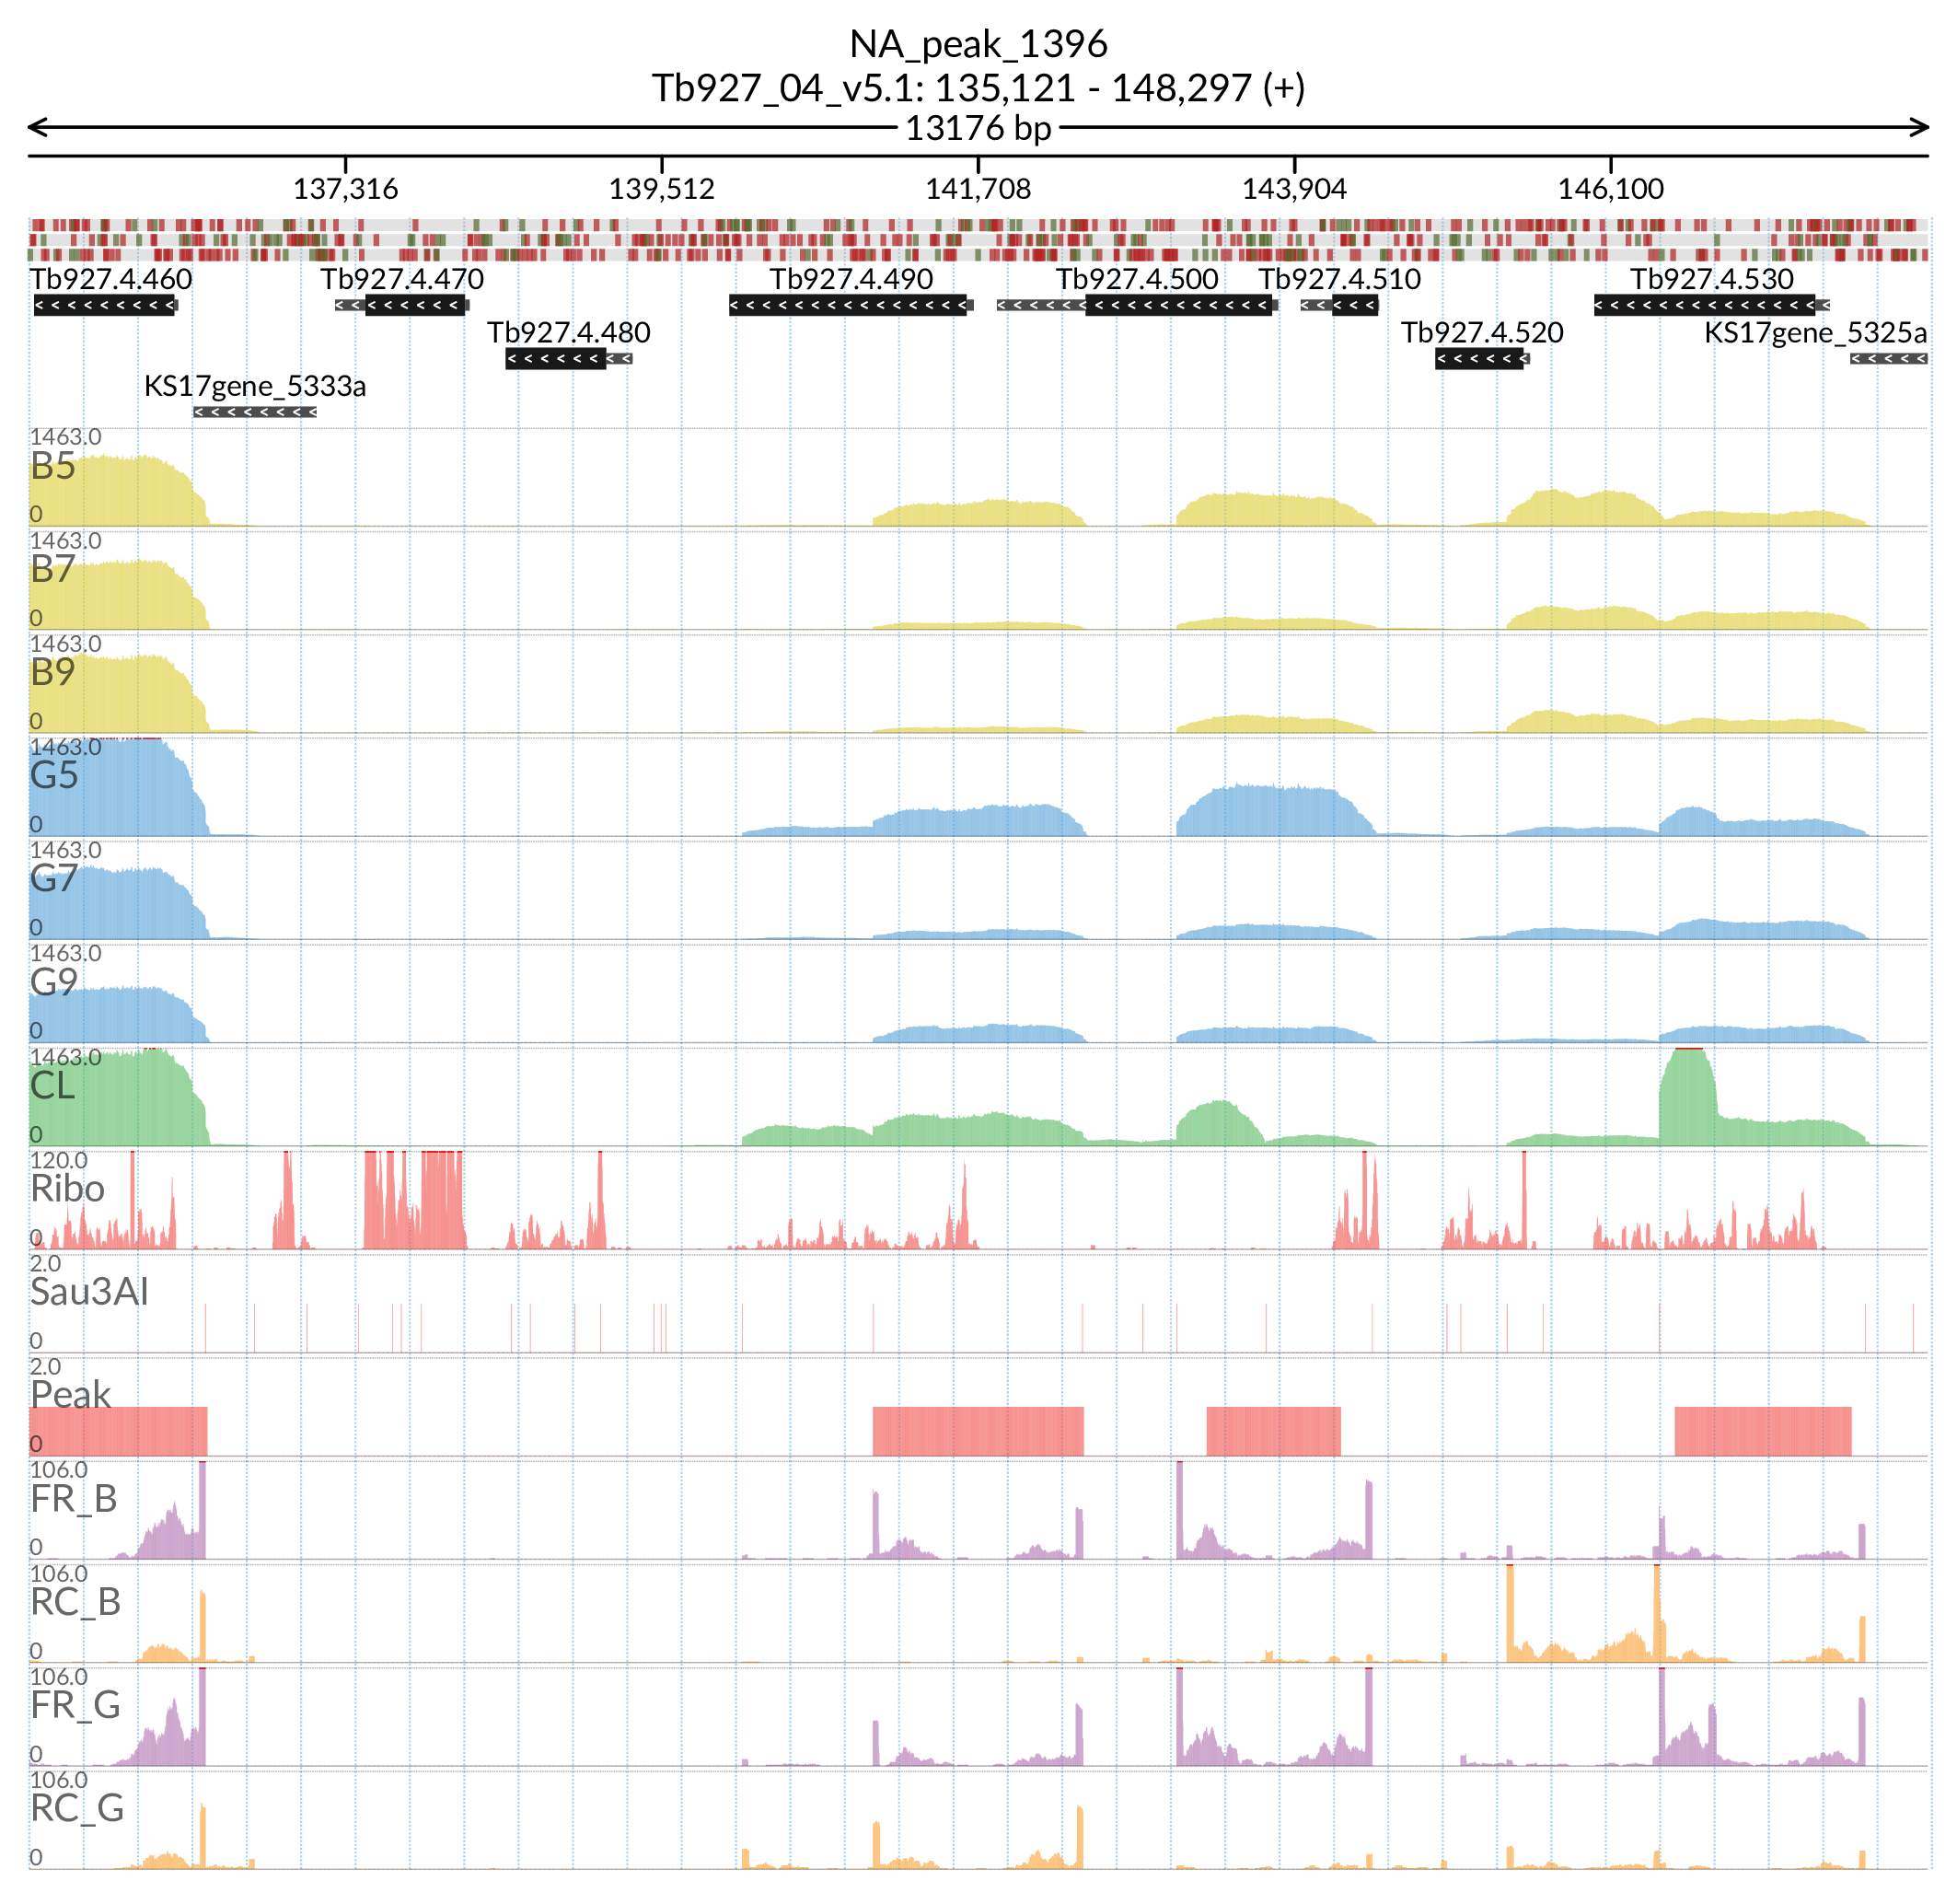 NA_peak_1396
Tb927_04_v5.1: 135,121 - 148,297 (+)
13176 bp
137,316 139,512 141,708 143,904 146,100
Tb927.4.460 Tb927.4.470 Tb927.4.490 Tb927.4.500 Tb927.4.510 Tb927.4.530
Tb927.4.480 Tb927.4.520 KS17gene_5325a
KS17gene_5333a
1463.0
B5
0
1463.0
B7
0
1463.0
B9
0
1463.0
G5
0
1463.0
G7
0
1463.0
G9
0
1463.0
CL
0
120.0
Ribo
0
2.0
Sau3AI
0
2.0
Peak
0
106.0
FR_B
0
106.0
RC_B
0
106.0
FR_G
0
106.0
RC_G
0